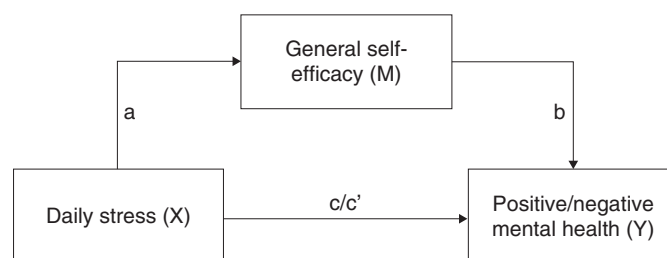 General self-
efficacy (M)
a
b
Daily stress (X)
c/c’
Positive/negative
mental health (Y)